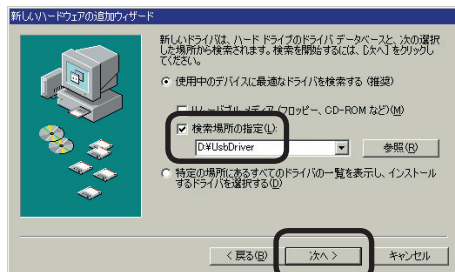 新しいハードウェアの追加ウィザード
新しいドライバは、ハード ドライブのドライバ データベースと、次の選択
した場所から検索されます。検索を開始するには、[次へ] をクリックし
てください。
使用中のデバイスに最適なドライバを検索する (推奨)
リムーバブル メディア (フロッピー、CD-ROM など)(M)
検索場所の指定(L):
D:¥UsbDriver
参照(R)
特定の場所にあるすべてのドライバの一覧を表示し、インストール
するドライバを選択する(D)
< 戻る(B)
次へ >
キャンセル